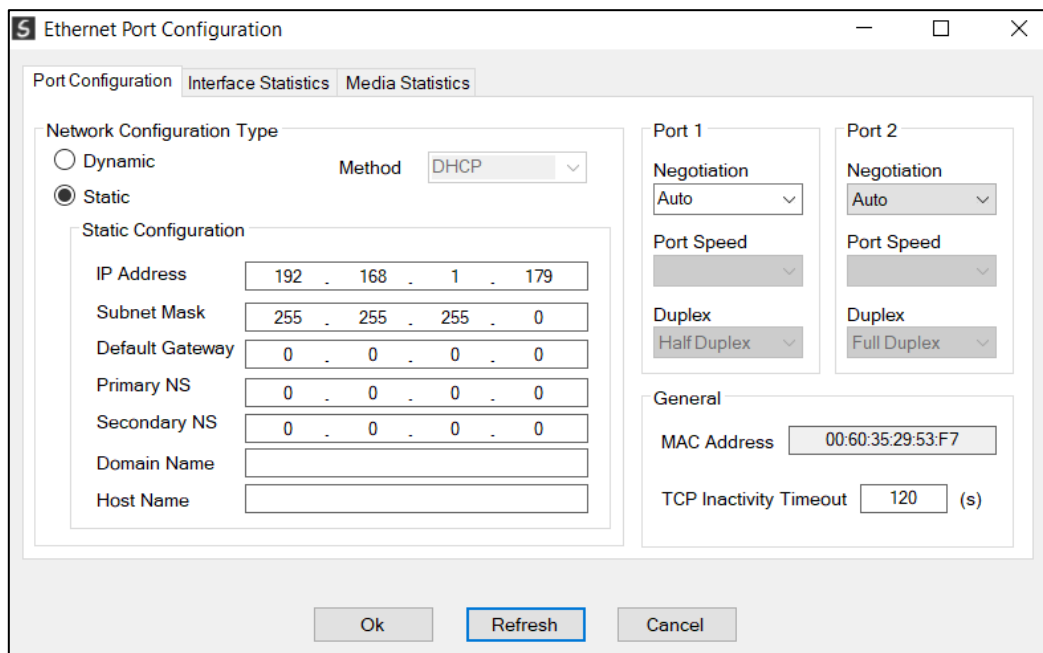 S Ethernet Port Configuration
Port Configuration Interface Statistics Media Statistics
Network Configuration Type
Dynamic
Method DHCP
Static
Static Configuration
IP Address 192 . 168 . 1 . 179
Subnet Mask 255 . 255 . 255 . 0
Default Gateway 0 . 0 . 0 . 0
Primary NS 0 . 0 . 0 . 0
Secondary NS 0 . 0 . 0 . 0
Domain Name
Host Name
Port 1
Negotiation
Auto
Port Speed
Duplex
Half Duplex
Port 2
Negotiation
Auto
Port Speed
Duplex
Full Duplex
General
MAC Address 00:60:35:29:53:F7
TCP Inactivity Timeout 120 (s)
Ok Refresh Cancel